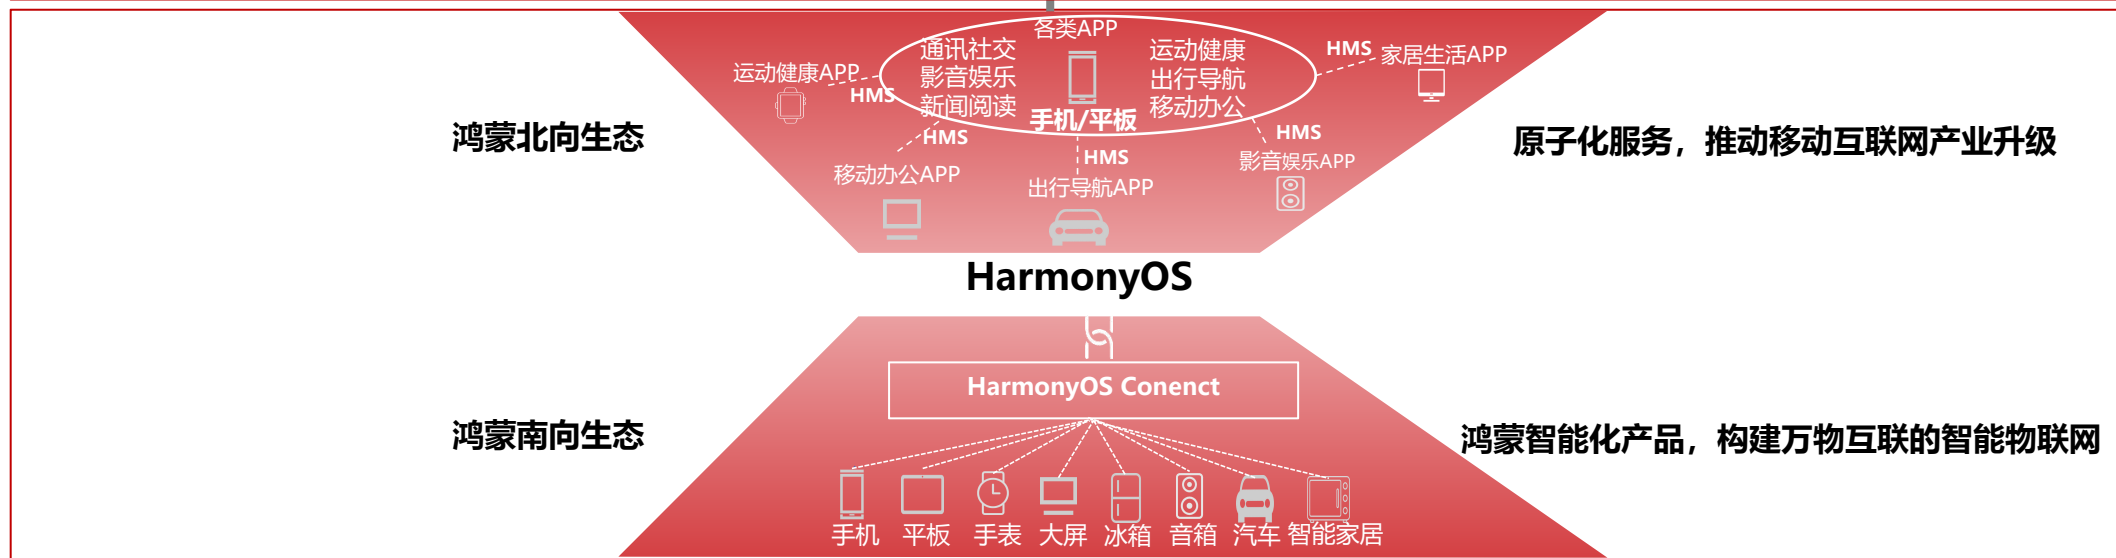 各类APP
通讯社交
影音娱乐
新闻阅读
运动健康
出行导航
移动办公
手机/平板
运动健康APP
HMS
HMS
移动办公APP
HMS
出行导航APP
HMS
影音娱乐APP
HMS
家居生活APP
鸿蒙北向生态
原子化服务，推动移动互联网产业升级
HarmonyOS
HarmonyOS Conenct
鸿蒙南向生态
鸿蒙智能化产品，构建万物互联的智能物联网
手机
平板
手表
大屏
冰箱
音箱
汽车
智能家居